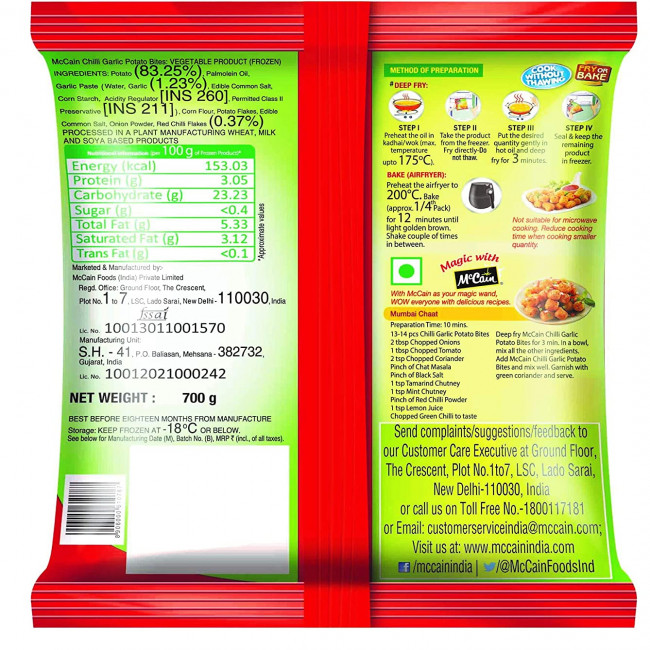 McCain Chilli Garlic Potato Bites: VEGETABLE PRODUCT (FROZEN)
INGREDIENTS: Potato (83.25%), Palmolein Oil,
Garlic Paste ( Water, Garlic (1.23%), Edible Common Salt,
Corn Starch, Acidity Regulator [INS 260], Permitted Class II
Preservative [INS 211] ), Corn Flour, Potato Flakes, Edible
Common Salt, Onion Powder, Red Chilli Flakes (0.37%)
PROCESSED IN A PLANT MANUFACTURING WHEAT, MILK
AND SOYA BASED PRODUCTS
Nutritional Information per 100 g of Frozen Product*
Energy (kcal) 153.03
Protein (g) 3.05
Carbohydrate (g) 23.23
Sugar (g) <0.4
Total Fat (g) 5.33
Saturated Fat (g) 3.12
Trans Fat (g) <0.1
*Approximate values
Marketed & Manufactured by:
McCain Foods (India) Private Limited
Regd. Office: Ground Floor, The Crescent,
Plot No. 1 to 7, LSC, Lado Sarai, New Delhi - 110030, India
fssai
Lic. No. 10013011001570
Manufacturing Unit:
S.H. - 41, P.O. Baliasan, Mehsana - 382732,
Gujarat, India
Lic. No. 10012021000242
NET WEIGHT : 700 g
BEST BEFORE EIGHTEEN MONTHS FROM MANUFACTURE
Storage: KEEP FROZEN AT -18°C OR BELOW.
See below for Manufacturing Date (M), Batch No. (B), MRP ₹ (incl., of all taxes).
METHOD OF PREPARATION
COOK
WITHOUT
THAWING
FRY OR
BAKE
#DEEP FRY:
STEP I
Preheat the oil in
kadhai/wok (max.
temperature
upto 175°C).
STEP II
Take the product
from the freezer.
Fry directly-Do
not thaw.
STEP III
Put the desired
quantity gently in
hot oil and deep
fry for 3 minutes.
STEP IV
Seal & keep the
remaining
product
in freezer.
BAKE (AIRFRYER):
Preheat the airfryer to
200°C. Bake
(approx. 1/4th Pack)
for 12 minutes until
light golden brown.
Shake couple of times
in between.
Not suitable for microwave
cooking. Reduce cooking
time when cooking smaller
quantity.
Magic with
McCain
With McCain as your magic wand,
WOW everyone with delicious recipes.
Mumbai Chaat
Preparation Time: 10 mins.
13-14 pcs Chilli Garlic Potato Bites
2 tbsp Chopped Onions
1 tbsp Chopped Tomato
2 tsp Chopped Coriander
Pinch of Chat Masala
Pinch of Black Salt
1 tsp Tamarind Chutney
1 tsp Mint Chutney
Pinch of Red Chilli Powder
1 tsp Lemon Juice
Chopped Green Chilli to taste
Deep fry McCain Chilli Garlic
Potato Bites for 3 min. In a bowl,
mix all the other ingredients.
Add McCain Chilli Garlic Potato
Bites and mix well. Garnish with
green coriander and serve.
Send complaints/suggestions/feedback to
our Customer Care Executive at Ground Floor,
The Crescent, Plot No.1to7, LSC, Lado Sarai,
New Delhi-110030, India
or call us on Toll Free No.-1800117181
or Email: customerserviceindia@mccain.com;
Visit us at: www.mccainindia.com
f /mccainindia | /@McCainFoodsInd